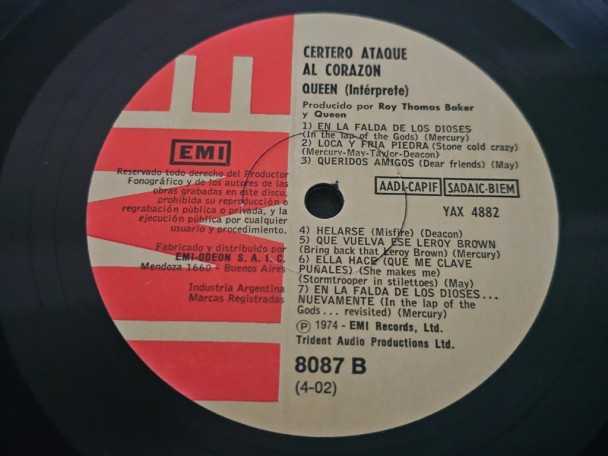 CERTERO ATAQUE
AL CORAZON
QUEEN (Intérprete)
Producido por Roy Thomas Baker
y Queen
1) EN LA FALDA DE LOS DIOSES
(In the lap of the Gods) (Mercury)
2) LOCA Y FRIA PIEDRA (Stone cold crazy)
(Mercury-May-Taylor-Deacon)
3) QUERIDOS AMIGOS (Dear friends) (May)
EMI
Reservado todo derecho del Productor
Fonográfico y de los autores de las
obras grabadas en este disco,
prohibida su reproducción o
regrabación pública o privada, y la
ejecución pública por cualquier
usuario y procedimiento.
Fabricado y distribuido por
EMI-ODEON S. A. I. C.
Mendoza 1660 - Buenos Aires
Industria Argentina
Marcas Registradas
AADI-CAPIF SADAIC-BIEM
YAX 4882
4) HELARSE (Misfire) (Deacon)
5) QUE VUELVA ESE LEROY BROWN
(Bring back that Leroy Brown) (Mercury)
6) ELLA HACE (QUE ME CLAVE
PUÑALES) (She makes me)
(Stormtrooper in stilettoes) (May)
7) EN LA FALDA DE LOS DIOSES...
NUEVAMENTE (In the lap of the
Gods... revisited) (Mercury)
Ⓟ 1974 - EMI Records, Ltd.
Trident Audio Productions Ltd.
8087 B
(4-02)